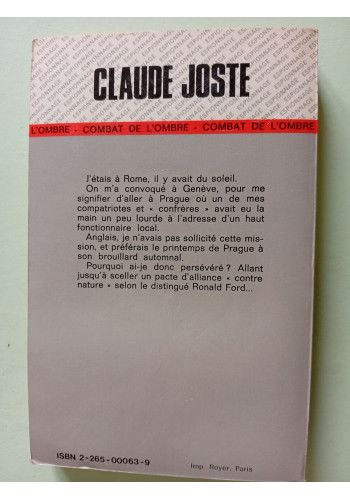 ESPIONNAGE ESPIONNAGE ESPIONNAGE
CLAUDE JOSTE
L'OMBRE - COMBAT DE L'OMBRE - COMBAT DE L'OMBRE
J'étais à Rome, il y avait du soleil.
On m'a convoqué à Genève, pour me
signifier d'aller à Prague où un de mes
compatriotes et « confrères » avait eu la
main un peu lourde à l'adresse d'un haut
fonctionnaire local.
Anglais, je n'avais pas sollicité cette mis-
sion, et préférais le printemps de Prague à
son brouillard automnal.
Pourquoi ai-je donc persévéré ? Allant
jusqu'à sceller un pacte d'alliance « contre
nature » selon le distingué Ronald Ford...
ISBN 2-265-00063-9
Imp. Royer, Paris